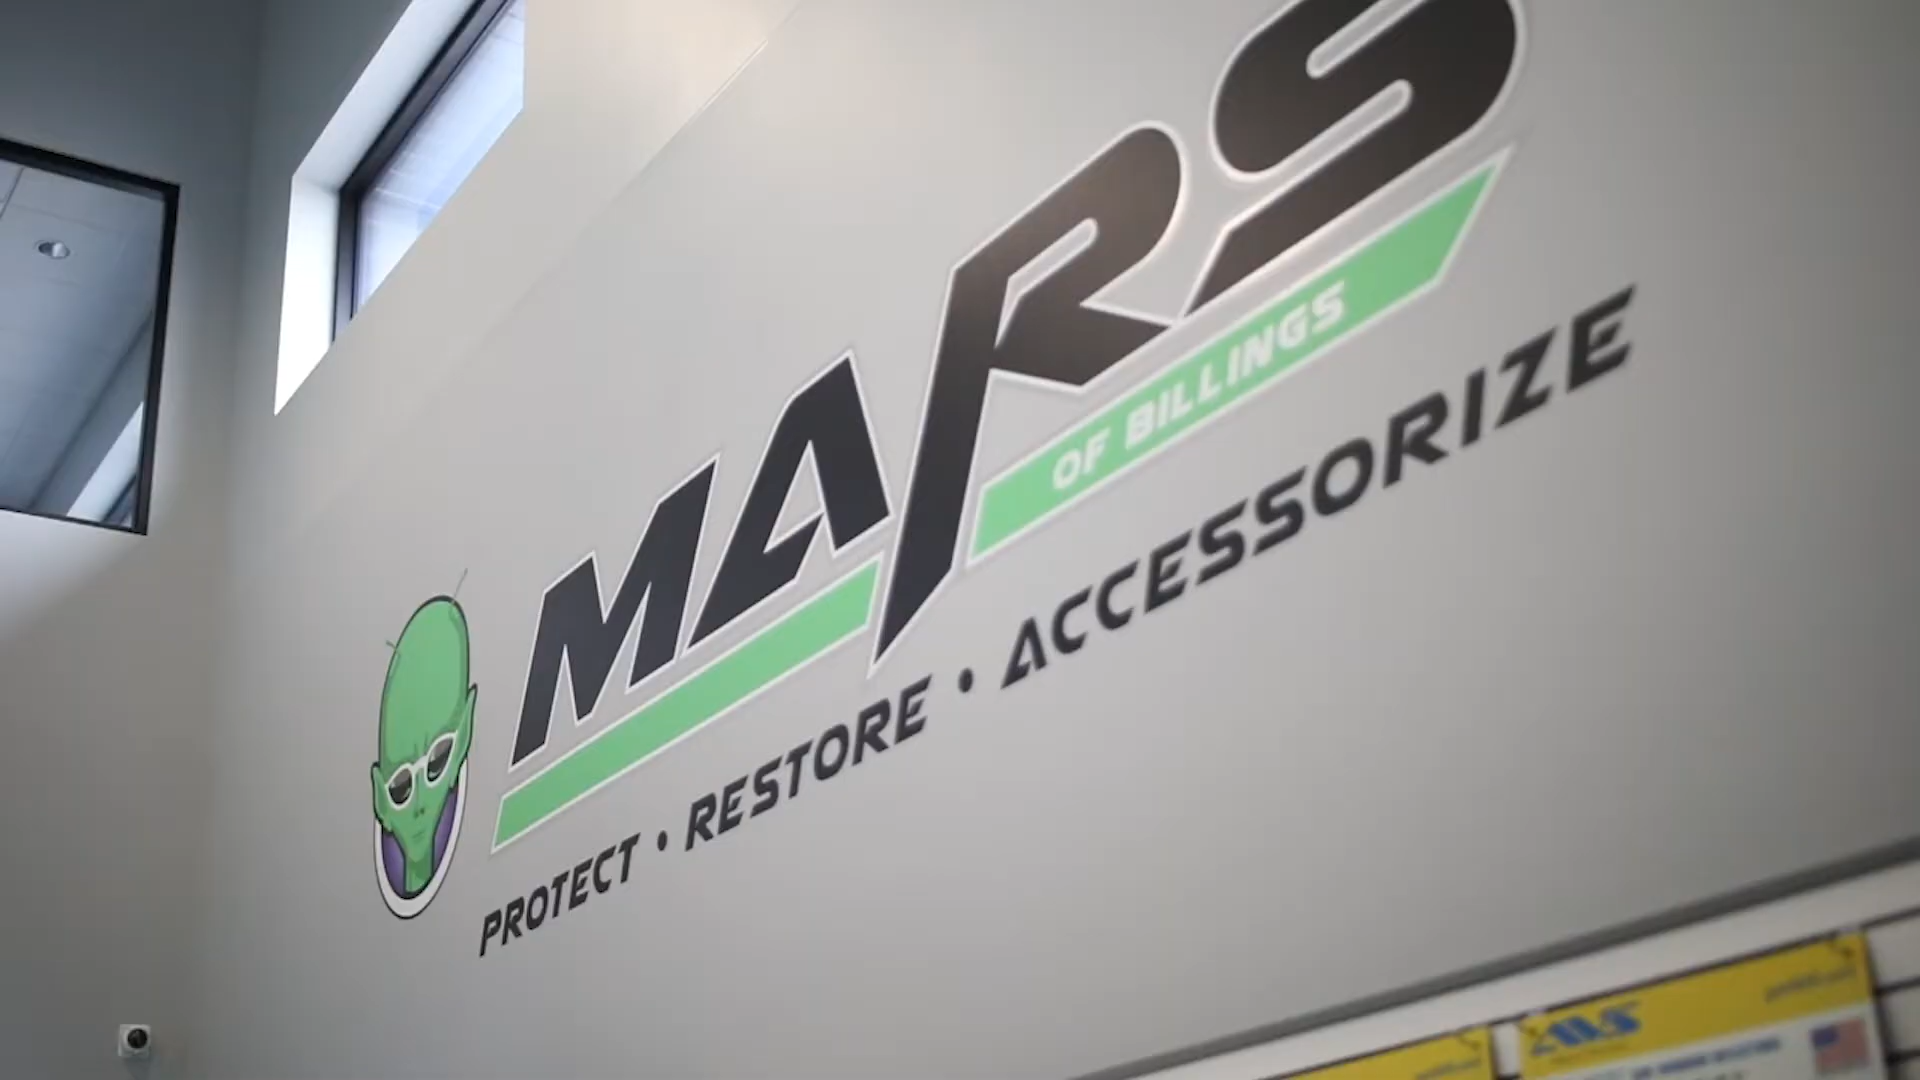 MARS
OF BILLINGS
PROTECT • RESTORE • ACCESSORIZE